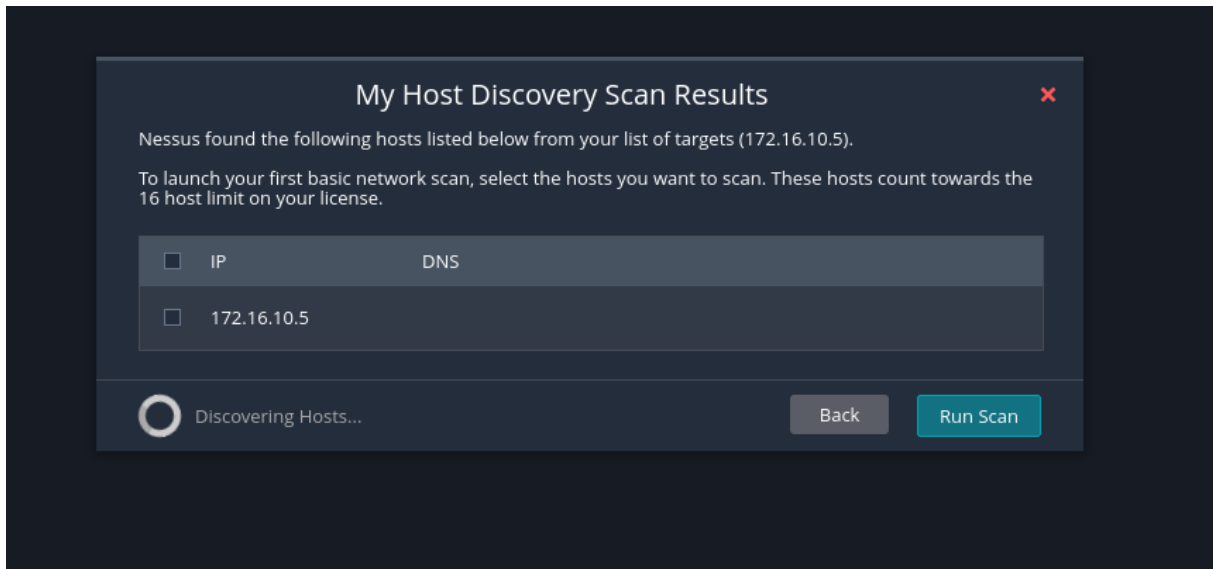 My Host Discovery Scan Results
Nessus found the following hosts listed below from your list of targets (172.16.10.5).
To launch your first basic network scan, select the hosts you want to scan. These hosts count towards the
16 host limit on your license.
IP DNS
172.16.10.5
Discovering Hosts... Back Run Scan